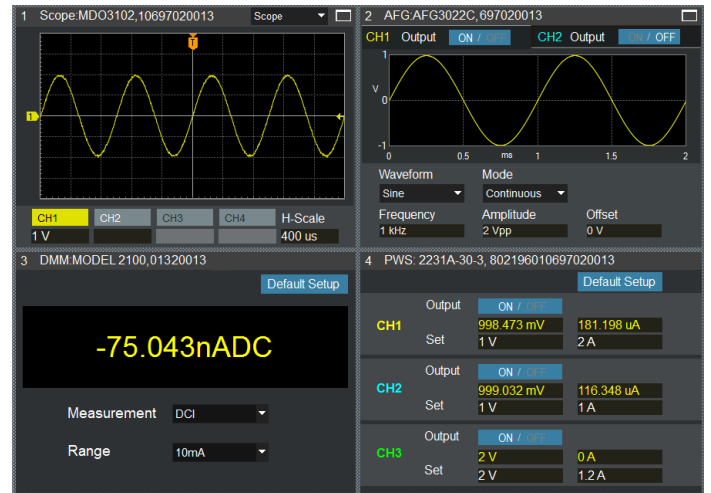 1 Scope:MDO3102,10697020013 Scope
T
1
CH1 CH2 CH3 CH4 H-Scale
1 V 400 us
2 AFG:AFG3022C,697020013
CH1 Output ON / OFF CH2 Output ON / OFF
1
V 0
-1
0 0.5 ms 1 1.5 2
Waveform Mode
Sine Continuous
Frequency Amplitude Offset
1 kHz 2 Vpp 0 V
3 DMM:MODEL 2100,01320013
Default Setup
-75.043nADC
Measurement DCI
Range 10mA
4 PWS: 2231A-30-3, 802196010697020013
Default Setup
Output ON / OFF
CH1 998.473 mV 181.198 uA
Set 1 V 2 A
Output ON / OFF
CH2 999.032 mV 116.348 uA
Set 1 V 1 A
Output ON / OFF
CH3 2 V 0 A
Set 2 V 1.2 A